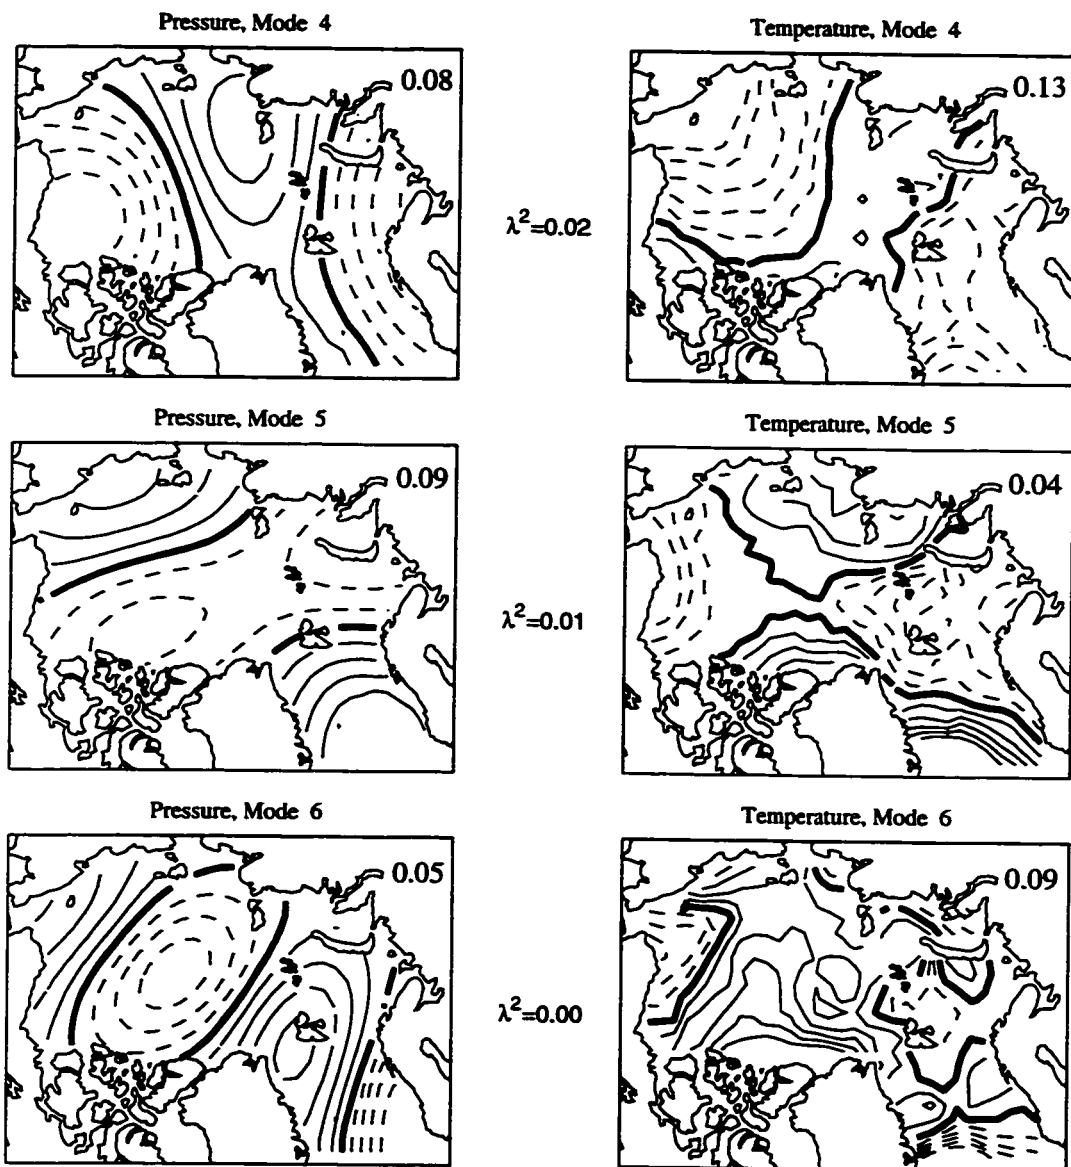 Pressure, Mode 4
Temperature, Mode 4
0.08
0.13
λ²=0.02
Pressure, Mode 5
Temperature, Mode 5
0.09
0.04
λ²=0.01
Pressure, Mode 6
Temperature, Mode 6
0.05
0.09
λ²=0.00